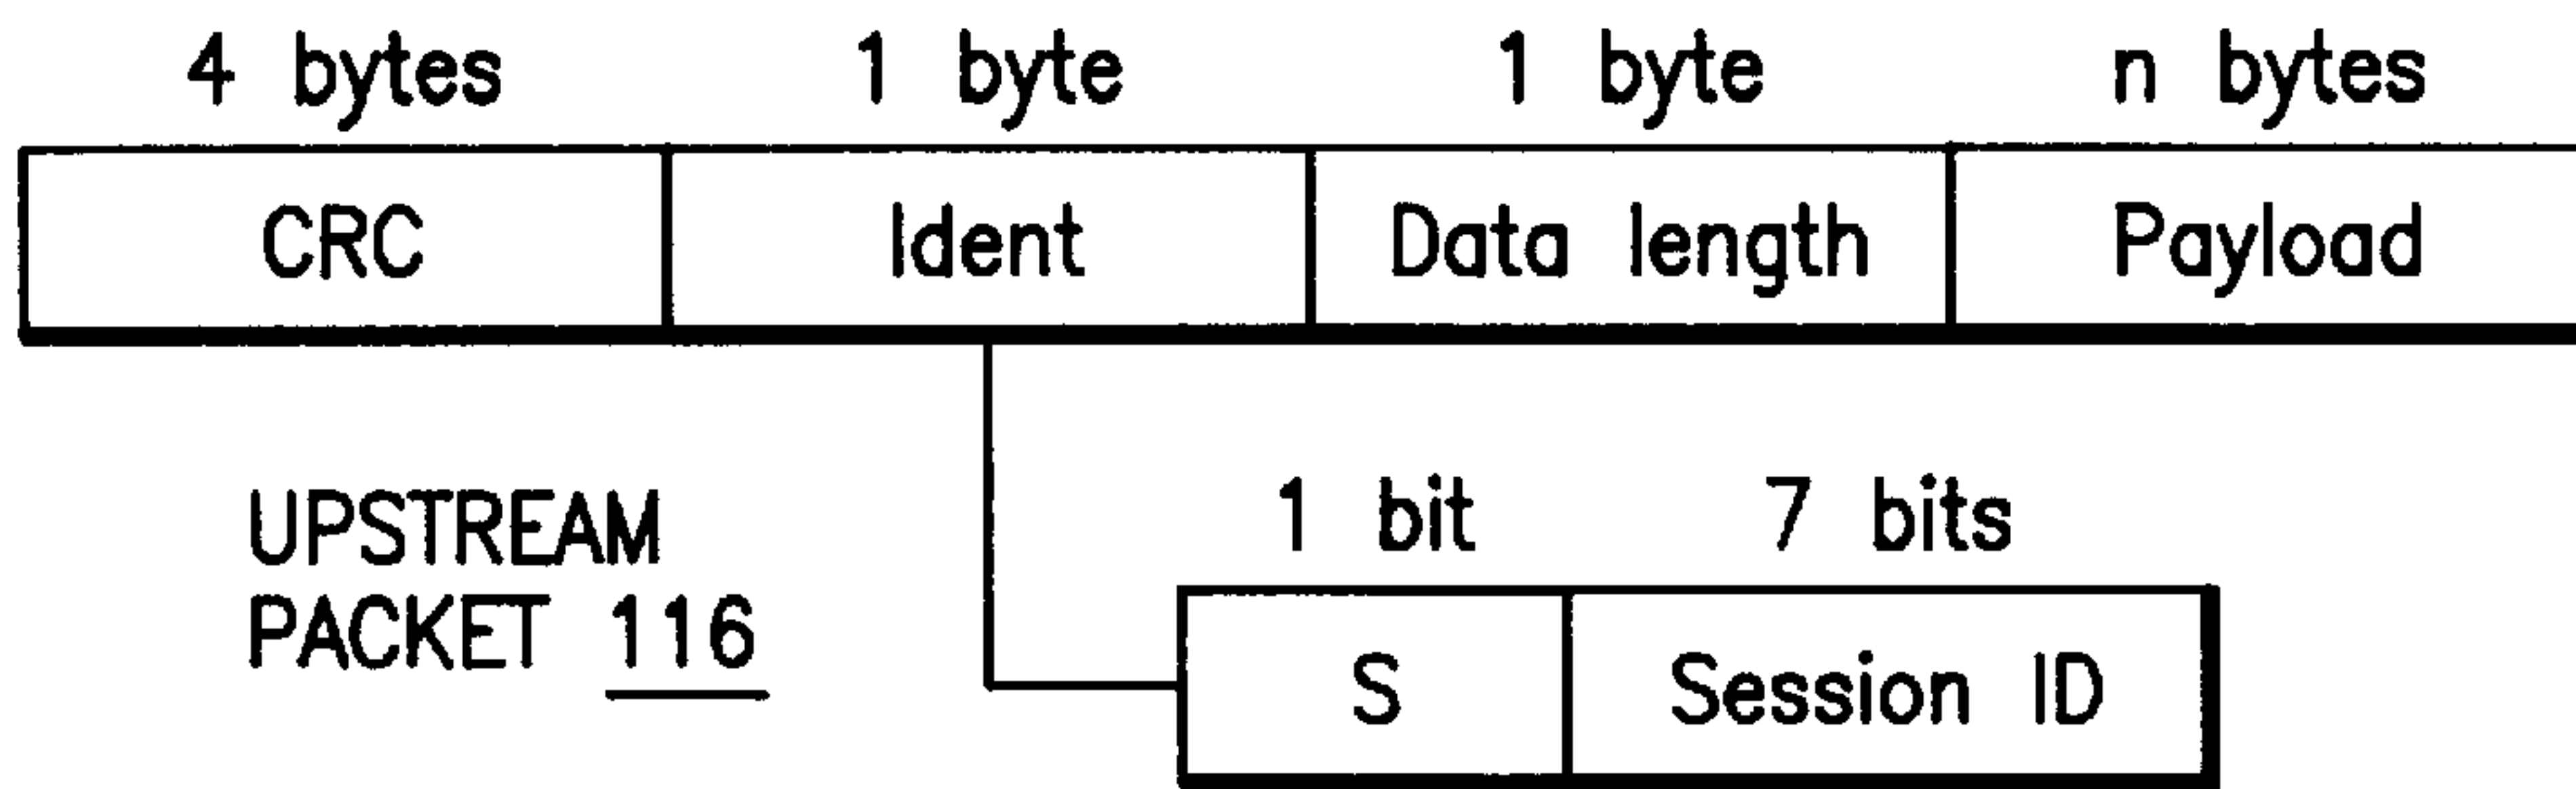 4 bytes 1 byte 1 byte n bytes
CRC Ident Data length Payload
UPSTREAM
PACKET 116
1 bit 7 bits
S Session ID